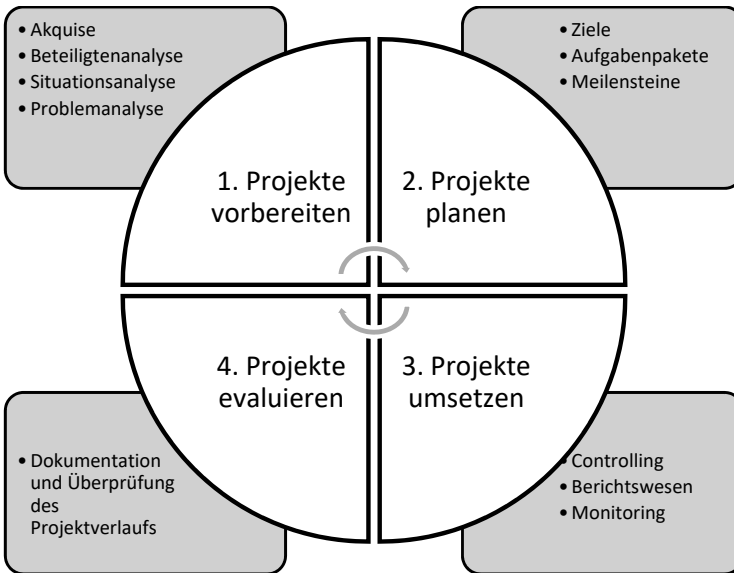 • Akquise
• Beteiligtenanalyse
• Situationsanalyse
• Problemanalyse
• Ziele
• Aufgabenpakete
• Meilensteine
1. Projekte
vorbereiten
2. Projekte
planen
4. Projekte
evaluieren
3. Projekte
umsetzen
• Dokumentation
und Überprüfung
des
Projektverlaufs
• Controlling
• Berichtswesen
• Monitoring